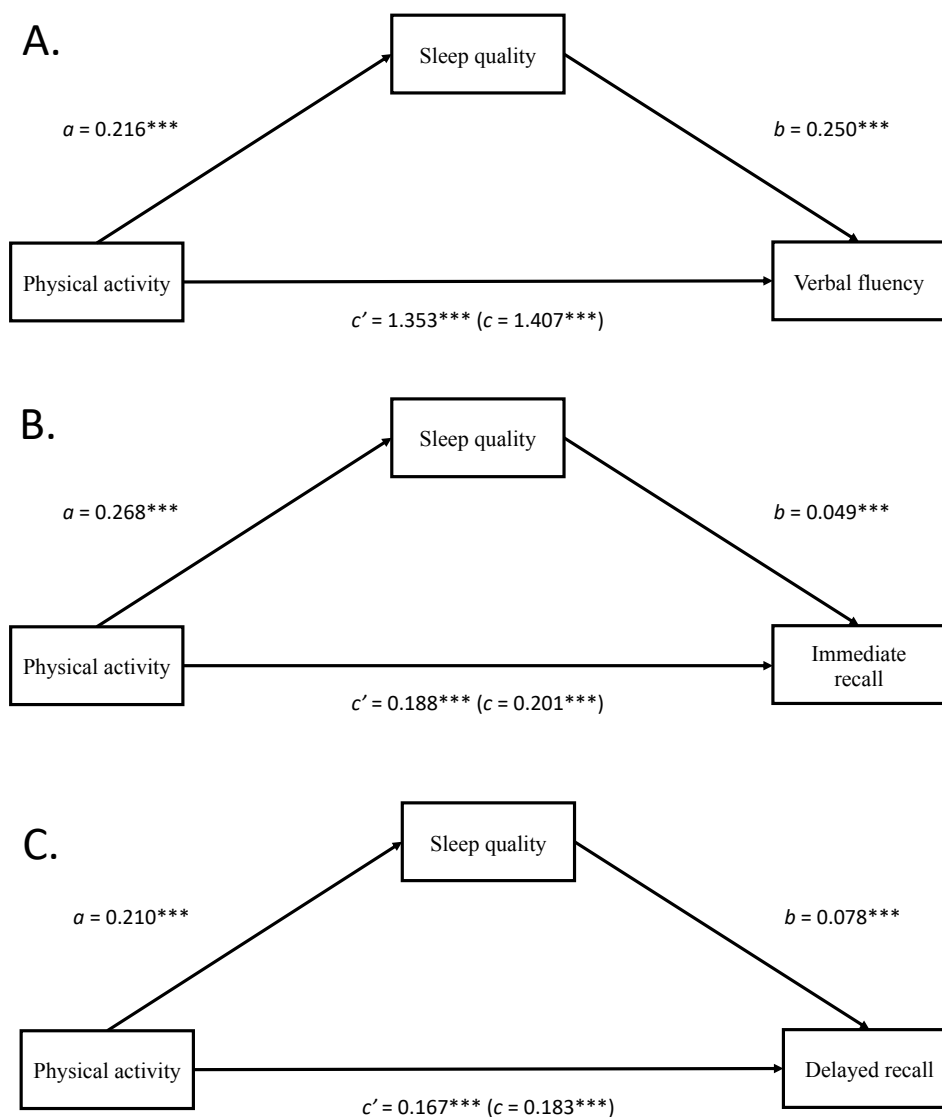 A.
Sleep quality
a = 0.216***
b = 0.250***
Physical activity
Verbal fluency
c′ = 1.353*** (c = 1.407***)
B.
Sleep quality
a = 0.268***
b = 0.049***
Physical activity
Immediate
recall
c′ = 0.188*** (c = 0.201***)
C.
Sleep quality
a = 0.210***
b = 0.078***
Physical activity
Delayed recall
c′ = 0.167*** (c = 0.183***)